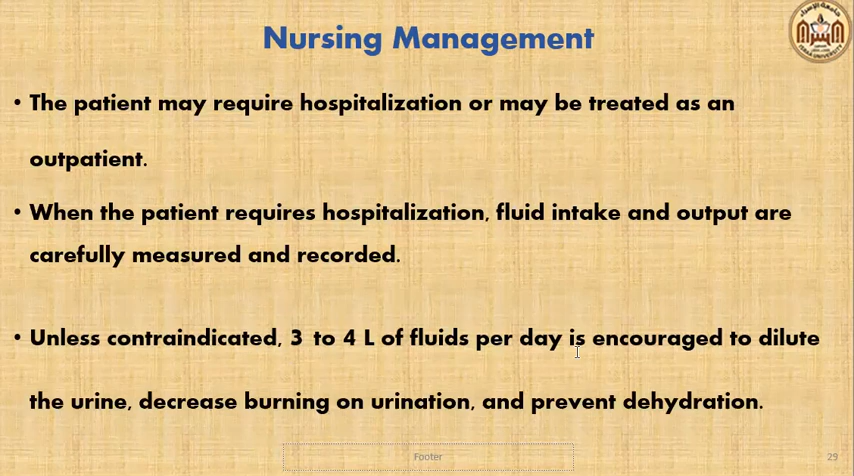 Nursing Management
• The patient may require hospitalization or may be treated as an
outpatient.
• When the patient requires hospitalization, fluid intake and output are
carefully measured and recorded.
• Unless contraindicated, 3 to 4 L of fluids per day is encouraged to dilute
the urine, decrease burning on urination, and prevent dehydration.
Footer
29